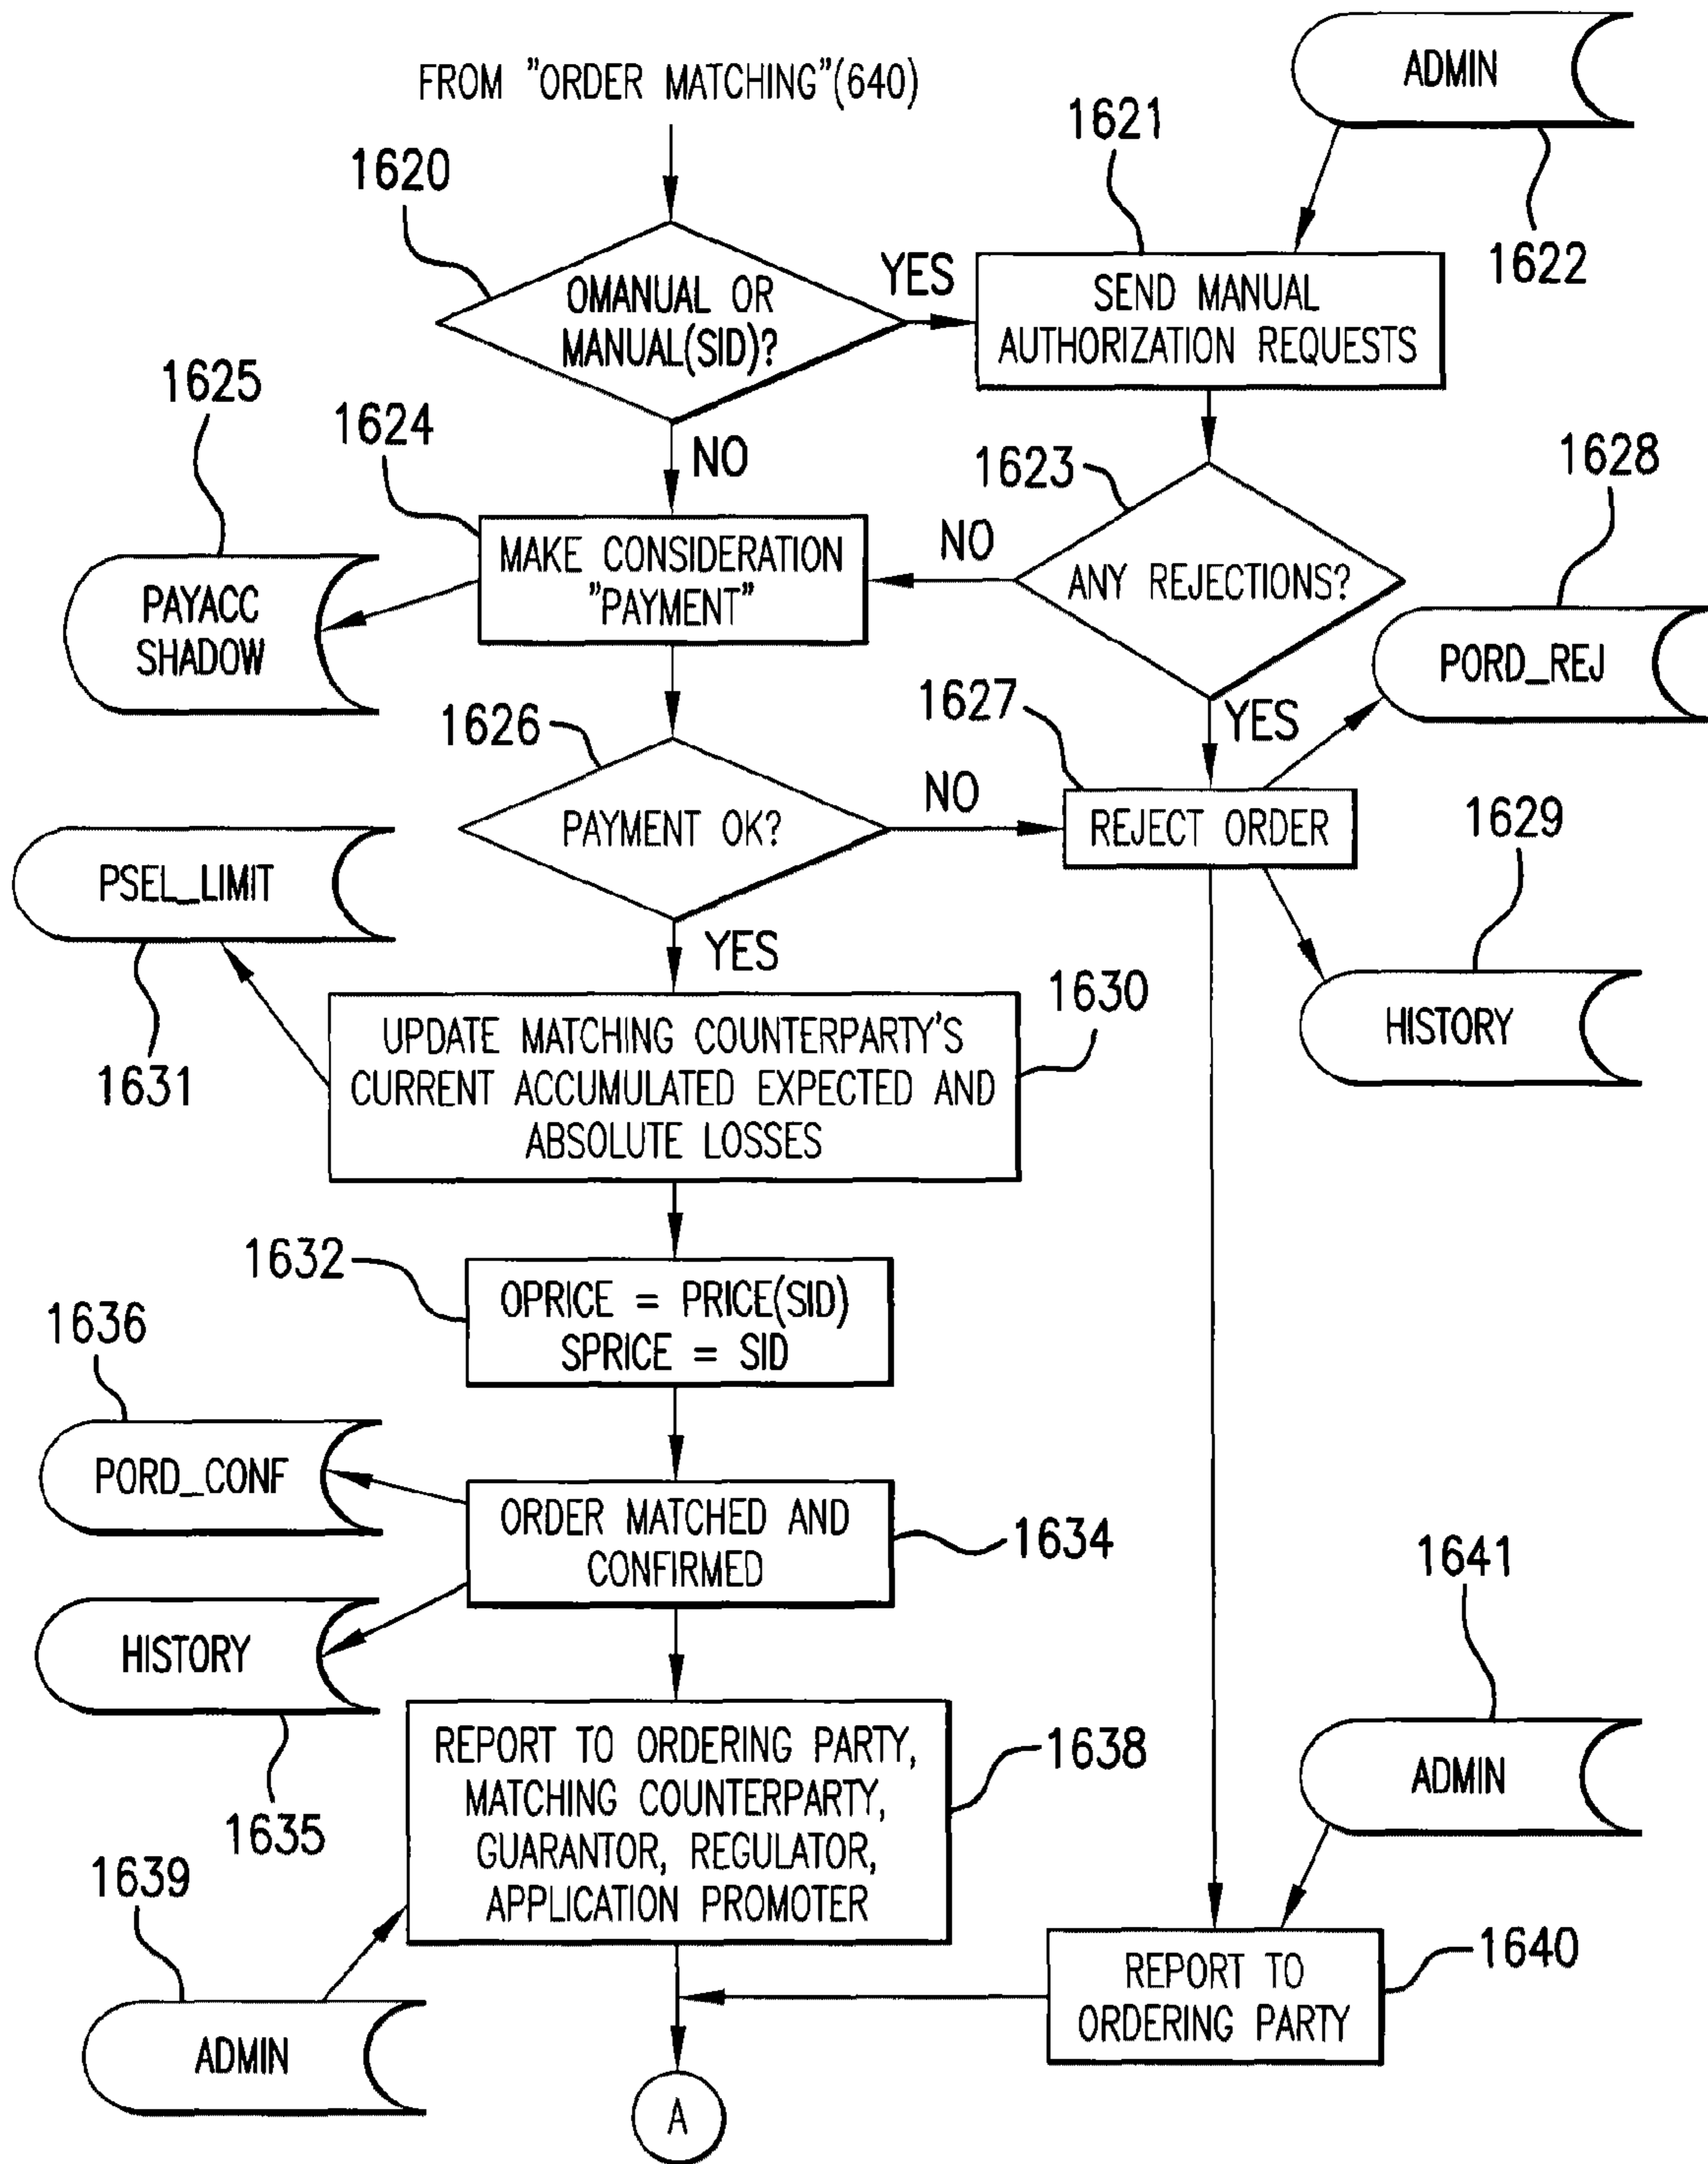 FROM "ORDER MATCHING"(640)
ADMIN
1621
1620
1622
OMANUAL OR
MANUAL(SID)?
YES
SEND MANUAL
AUTHORIZATION REQUESTS
1625
1624
NO
1623
1628
MAKE CONSIDERATION
"PAYMENT"
NO
ANY REJECTIONS?
PAYACC
SHADOW
PORD_REJ
1627
YES
1626
PAYMENT OK?
NO
REJECT ORDER
1629
PSEL_LIMIT
YES
HISTORY
1631
1630
UPDATE MATCHING COUNTERPARTY'S
CURRENT ACCUMULATED EXPECTED AND
ABSOLUTE LOSSES
1632
OPRICE = PRICE(SID)
SPRICE = SID
1636
PORD_CONF
ORDER MATCHED AND
CONFIRMED
1634
1641
HISTORY
1635
REPORT TO ORDERING PARTY,
MATCHING COUNTERPARTY,
GUARANTOR, REGULATOR,
APPLICATION PROMOTER
1638
ADMIN
1639
REPORT TO
ORDERING PARTY
1640
ADMIN
A